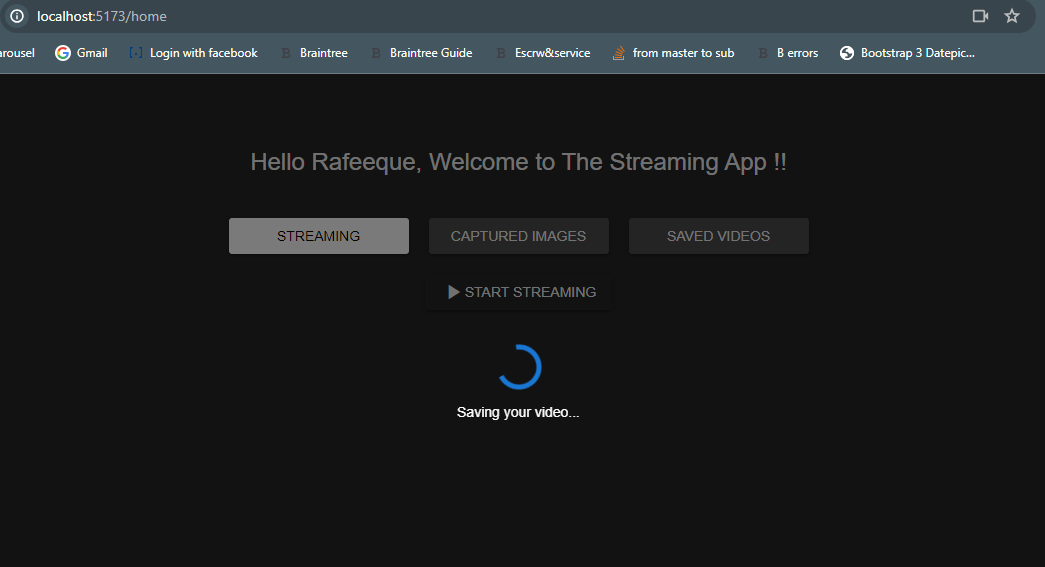 localhost:5173/home
arousel Gmail Login with facebook Braintree Braintree Guide Escrw&service from master to sub B errors Bootstrap 3 Datepic...
Hello Rafeeque, Welcome to The Streaming App !!
STREAMING CAPTURED IMAGES SAVED VIDEOS
START STREAMING
Saving your video...